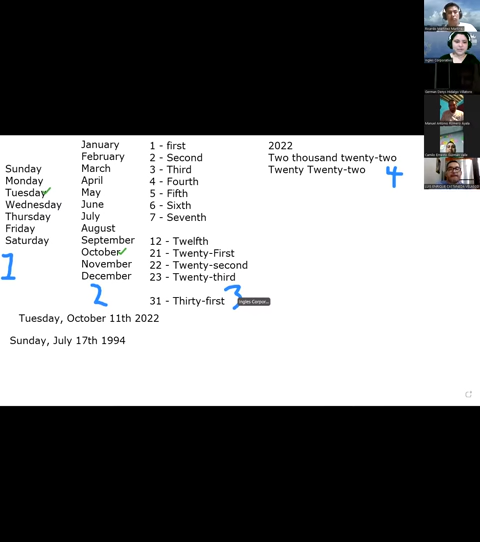 Sunday
Monday
Tuesday
Wednesday
Thursday
Friday
Saturday
1
January
February
March
April
May
June
July
August
September
October
November
December
2
1 - first
2 - Second
3 - Third
4 - Fourth
5 - Fifth
6 - Sixth
7 - Seventh
12 - Twelfth
21 - Twenty-First
22 - Twenty-second
23 - Twenty-third
31 - Thirty-first
3
Ingles Corpor...
2022
Two thousand twenty-two
Twenty Twenty-two
4
Tuesday, October 11th 2022
Sunday, July 17th 1994